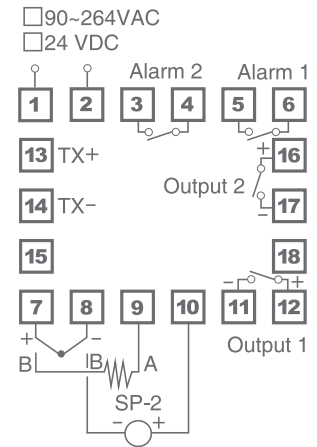 □90~264VAC
□24 VDC
Alarm 2 Alarm 1
1 2 3 4 5 6
13 TX+ + 16
Output 2
14 TX- - 17
15 18
- +
7 8 9 10 11 12
+ - Output 1
B B A
SP-2
- +